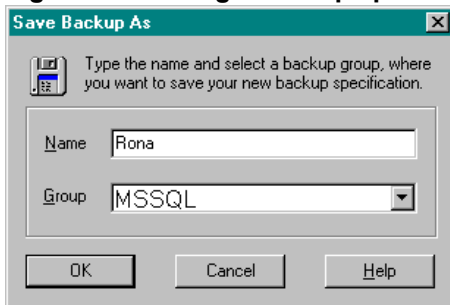 Save Backup As
Type the name and select a backup group, where
you want to save your new backup specification.
Name Rona
Group MSSQL
OK Cancel Help